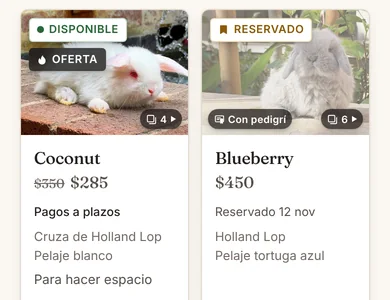 DISPONIBLE
OFERTA
4
Coconut
$350 $285
Pagos a plazos
Cruza de Holland Lop
Pelaje blanco
Para hacer espacio
RESERVADO
Con pedigrí
6
Blueberry
$450
Reservado 12 nov
Holland Lop
Pelaje tortuga azul